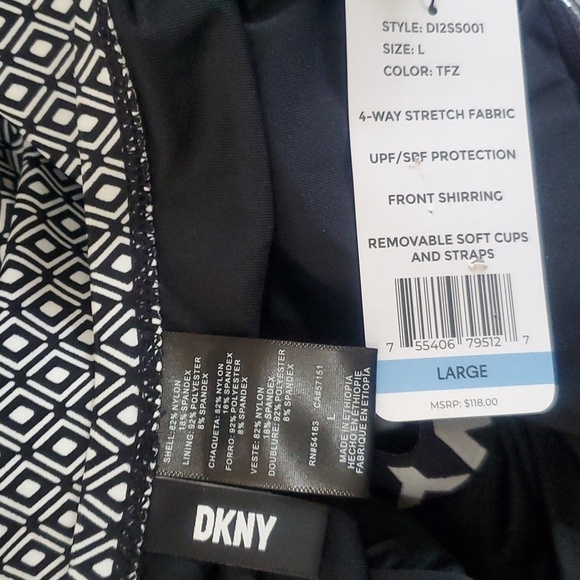 STYLE: DI2SS001
SIZE: L
COLOR: TFZ
4-WAY STRETCH FABRIC
UPF/SPF PROTECTION
FRONT SHIRRING
REMOVABLE SOFT CUPS
AND STRAPS
7 55406 79512 7
LARGE
MSRP: $118.00
SHELL: 82% NYLON
18% SPANDEX
LINING: 92% POLYESTER
8% SPANDEX
CHAQUETA: 82% NYLON
18% SPANDEX
FORRO: 92% POLYESTER
8% SPANDEX
VESTE: 82% NYLON
18% SPANDEX
DOUBLURE: 92% POLYESTER
8% SPANDEX
RN#54163 CA#57151
L
MADE IN ETHIOPIA
HECHO EN ETHIOPIE
FABRIQUE EN ETIOPIA
DKNY